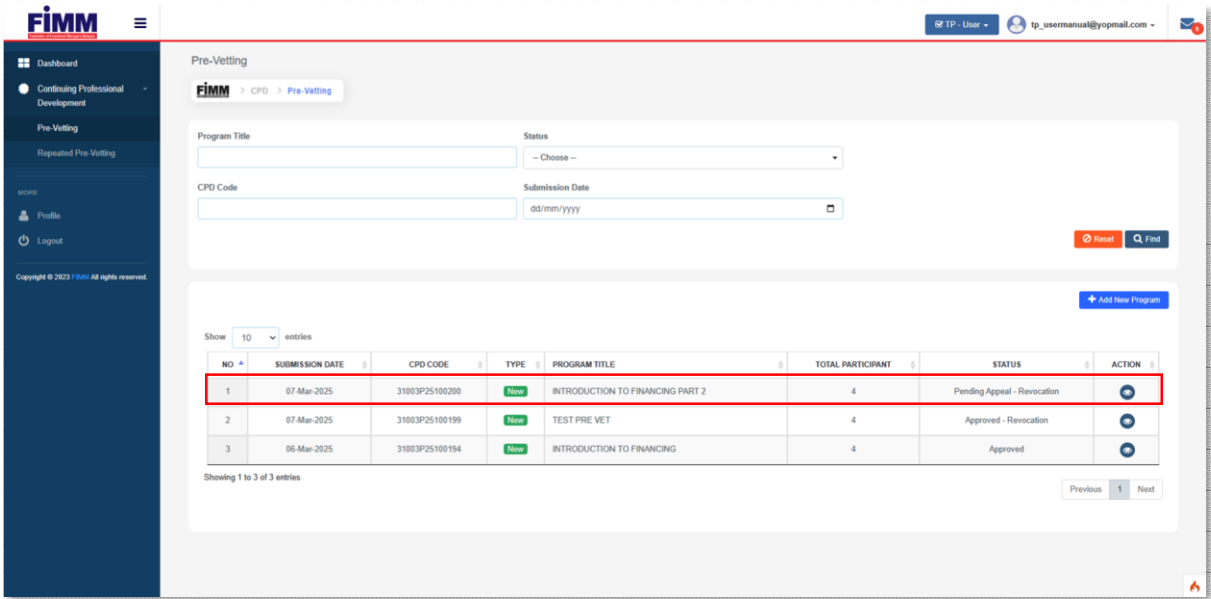 FiMM
TP - User
tp_usermanual@yopmail.com
Dashboard
Continuing Professional
Development
Pre-Vetting
Repeated Pre-Vetting
MORE
Profile
Logout
Copyright © 2023 FIMM All rights reserved.
Pre-Vetting
FiMM > CPD > Pre-Vetting
Program Title
Status
-- Choose --
CPD Code
Submission Date
dd/mm/yyyy
Reset
Find
Add New Program
Show 10 entries
NO SUBMISSION DATE CPD CODE TYPE PROGRAM TITLE TOTAL PARTICIPANT STATUS ACTION
1 07-Mar-2025 31003P25100200 New INTRODUCTION TO FINANCING PART 2 4 Pending Appeal - Revocation
2 07-Mar-2025 31003P25100199 New TEST PRE VET 4 Approved - Revocation
3 06-Mar-2025 31003P25100194 New INTRODUCTION TO FINANCING 4 Approved
Showing 1 to 3 of 3 entries
Previous 1 Next